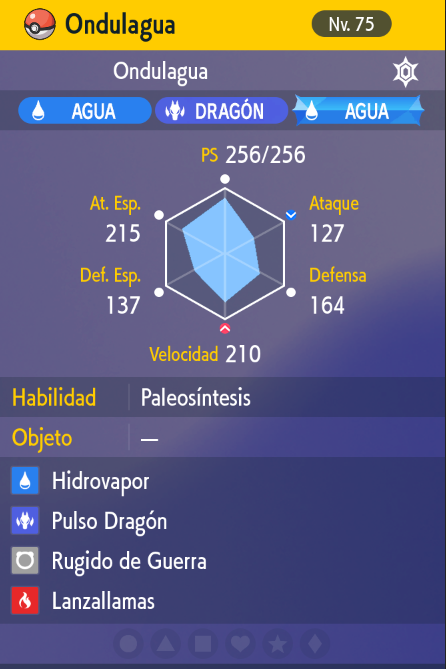 Ondulagua
Nv. 75
Ondulagua
AGUA DRAGÓN AGUA
PS 256/256
At. Esp.
215
Ataque
127
Def. Esp.
137
Defensa
164
Velocidad 210
Habilidad Paleosíntesis
Objeto —
Hidrovapor
Pulso Dragón
Rugido de Guerra
Lanzallamas